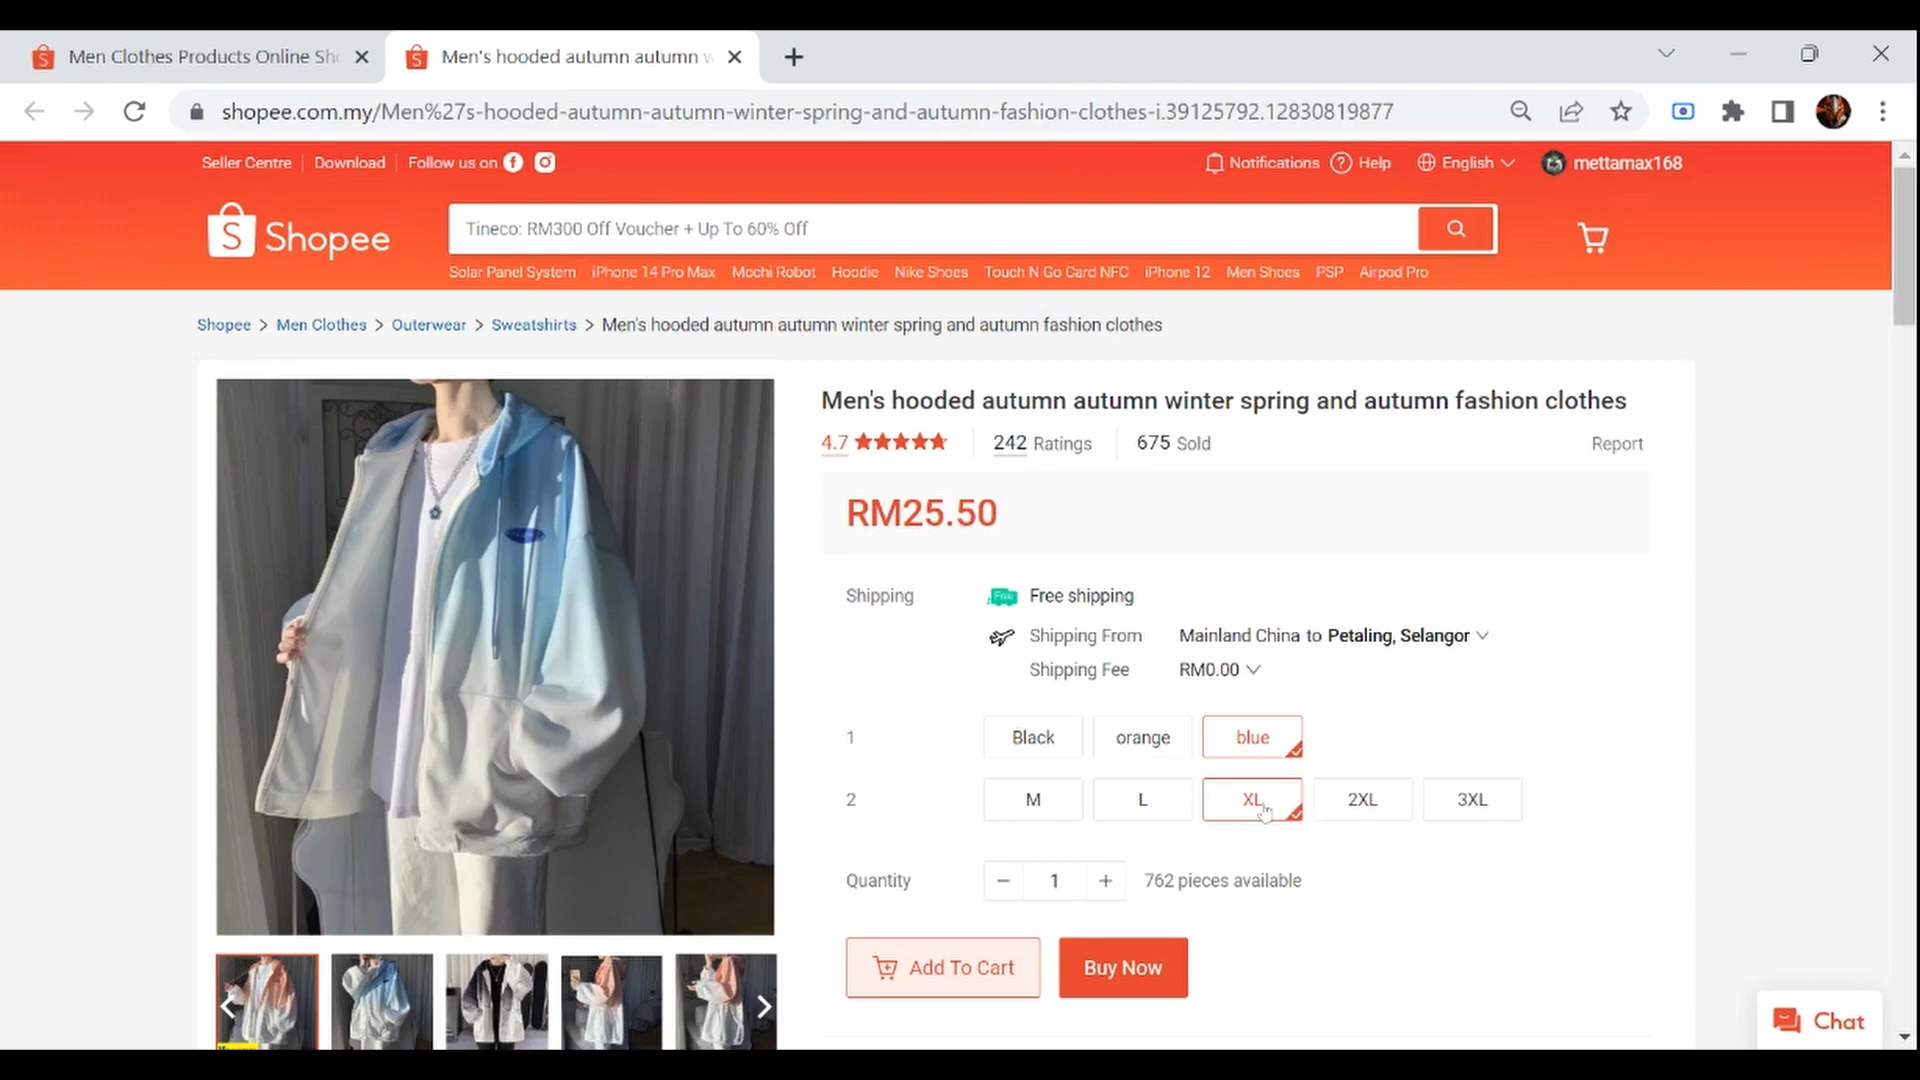 Men Clothes Products Online Sho
Men's hooded autumn autumn w
shopee.com.my/Men%27s-hooded-autumn-autumn-winter-spring-and-autumn-fashion-clothes-i.39125792.12830819877
Seller Centre Download Follow us on Notifications Help English mettamax168
Shopee
Tineco: RM300 Off Voucher + Up To 60% Off
Solar Panel System iPhone 14 Pro Max Mochi Robot Hoodie Nike Shoes Touch N Go Card NFC iPhone 12 Men Shoes PSP Airpod Pro
Shopee > Men Clothes > Outerwear > Sweatshirts > Men's hooded autumn autumn winter spring and autumn fashion clothes
Men's hooded autumn autumn winter spring and autumn fashion clothes
4.7 242 Ratings 675 Sold Report
RM25.50
Shipping Free Free shipping
Shipping From Mainland China to Petaling, Selangor
Shipping Fee RM0.00
1 Black orange blue
2 M L XL 2XL 3XL
Quantity − 1 + 762 pieces available
Add To Cart Buy Now
Chat